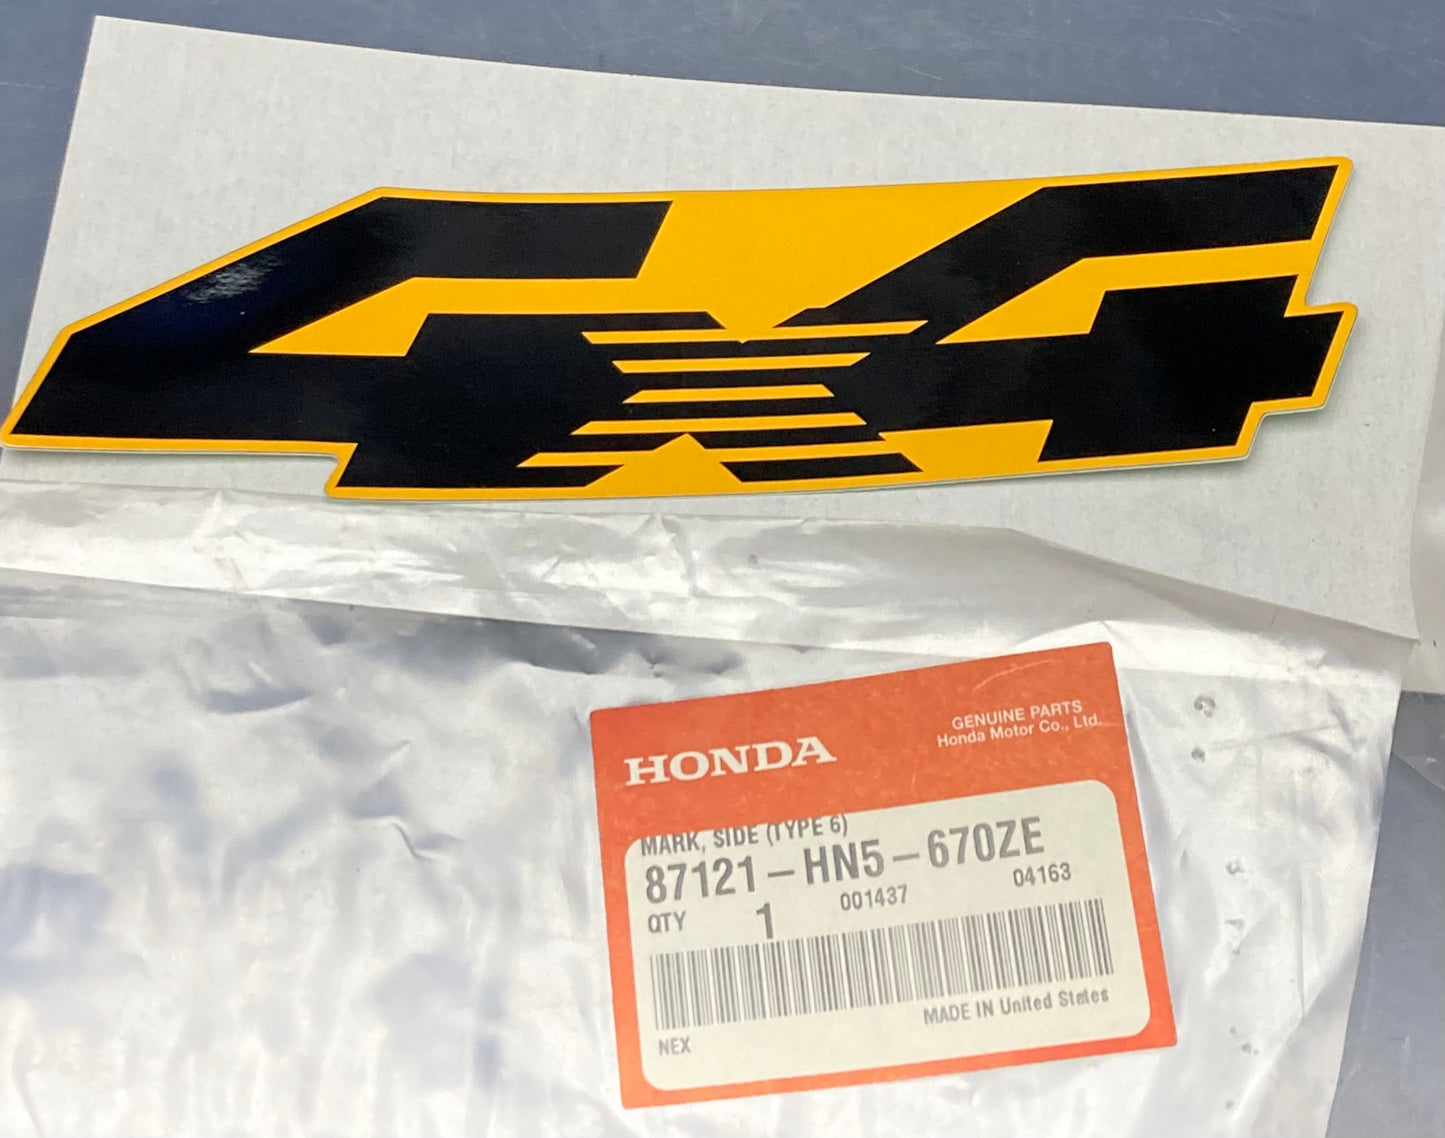 4x4
HONDA
GENUINE PARTS
Honda Motor Co., Ltd.
MARK, SIDE (TYPE 6)
87121-HN5-670ZE
QTY 1 001437 04163
MADE IN United States
NEX